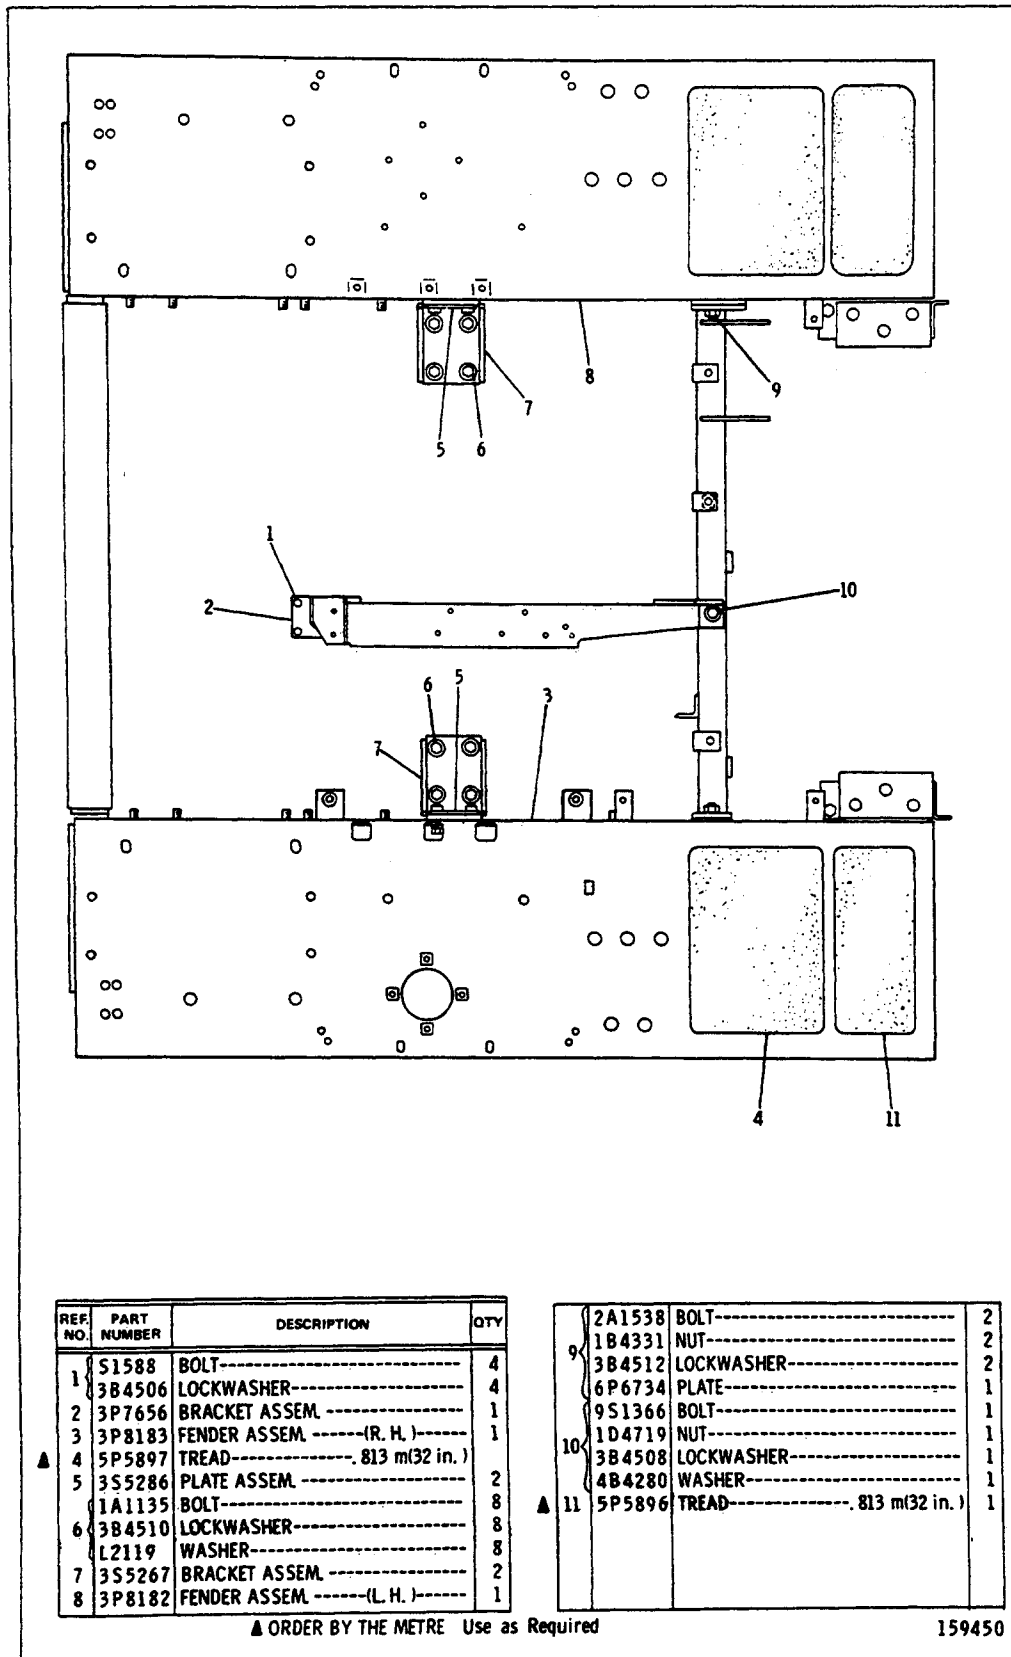 8
9
7
5
6
1
2
10
6
5
3
7
4
11
REF. NO. PART NUMBER DESCRIPTION QTY
1 S1588 BOLT 4
3B4506 LOCKWASHER 4
2 3P7656 BRACKET ASSEM. 1
3 3P8183 FENDER ASSEM. (R. H.) 1
▲ 4 5P5897 TREAD .813 m(32 in.)
5 3S5286 PLATE ASSEM. 2
1A1135 BOLT 8
6 3B4510 LOCKWASHER 8
L2119 WASHER 8
7 3S5267 BRACKET ASSEM. 2
8 3P8182 FENDER ASSEM. (L. H.) 1
2A1538 BOLT 2
1B4331 NUT 2
9 3B4512 LOCKWASHER 2
6P6734 PLATE 1
9S1366 BOLT 1
1D4719 NUT 1
10 3B4508 LOCKWASHER 1
4B4280 WASHER 1
▲ 11 5P5896 TREAD .813 m(32 in.) 1
▲ ORDER BY THE METRE Use as Required
159450